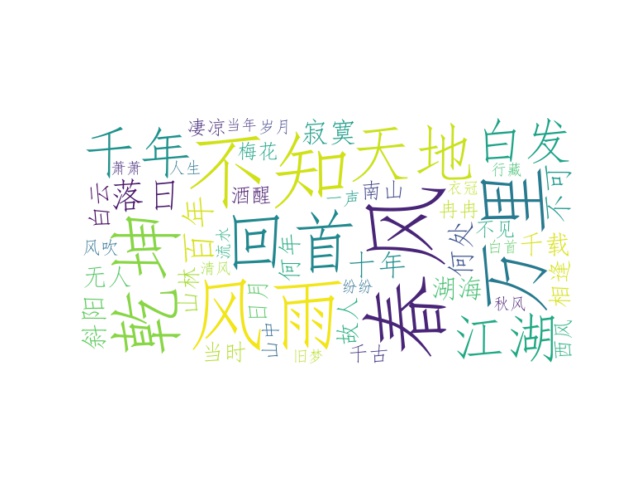 凄凉
当年
岁月
寂寞
千年
不知
天地
白发
梅花
萧萧
人生
行藏
白云
落日
酒醒
一声
南山
衣冠
冉冉
不可
万里
春风
回首
乾坤
百年
流水
何年
何处
不见
白首
千载
风吹
清风
十年
无人
山林
湖海
相逢
斜阳
风雨
日月
纷纷
故人
秋风
江湖
西风
当时
山中
旧梦
千古